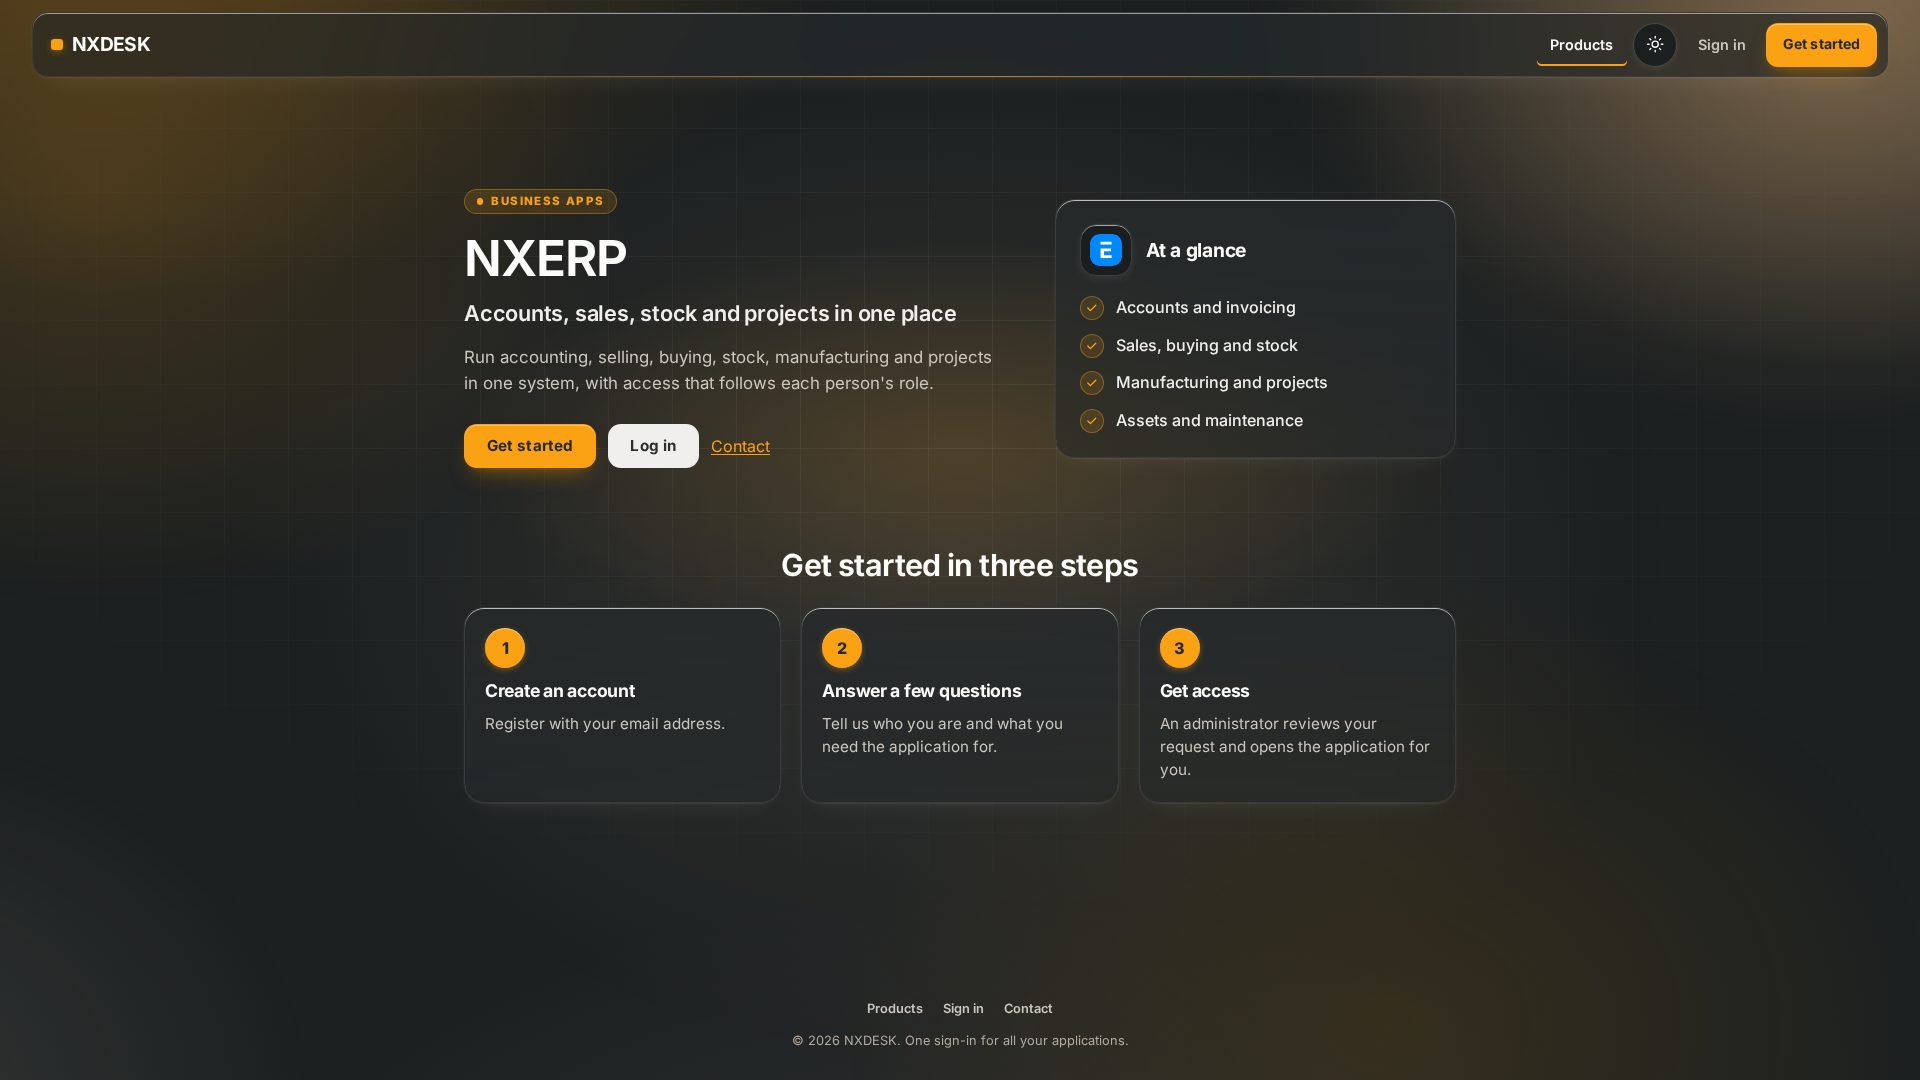 NXDESK
Products
Sign in
Get started
BUSINESS APPS
NXERP
Accounts, sales, stock and projects in one place
Run accounting, selling, buying, stock, manufacturing and projects
in one system, with access that follows each person's role.
Get started
Log in
Contact
E
At a glance
Accounts and invoicing
Sales, buying and stock
Manufacturing and projects
Assets and maintenance
Get started in three steps
1
Create an account
Register with your email address.
2
Answer a few questions
Tell us who you are and what you
need the application for.
3
Get access
An administrator reviews your
request and opens the application for
you.
Products
Sign in
Contact
© 2026 NXDESK. One sign-in for all your applications.